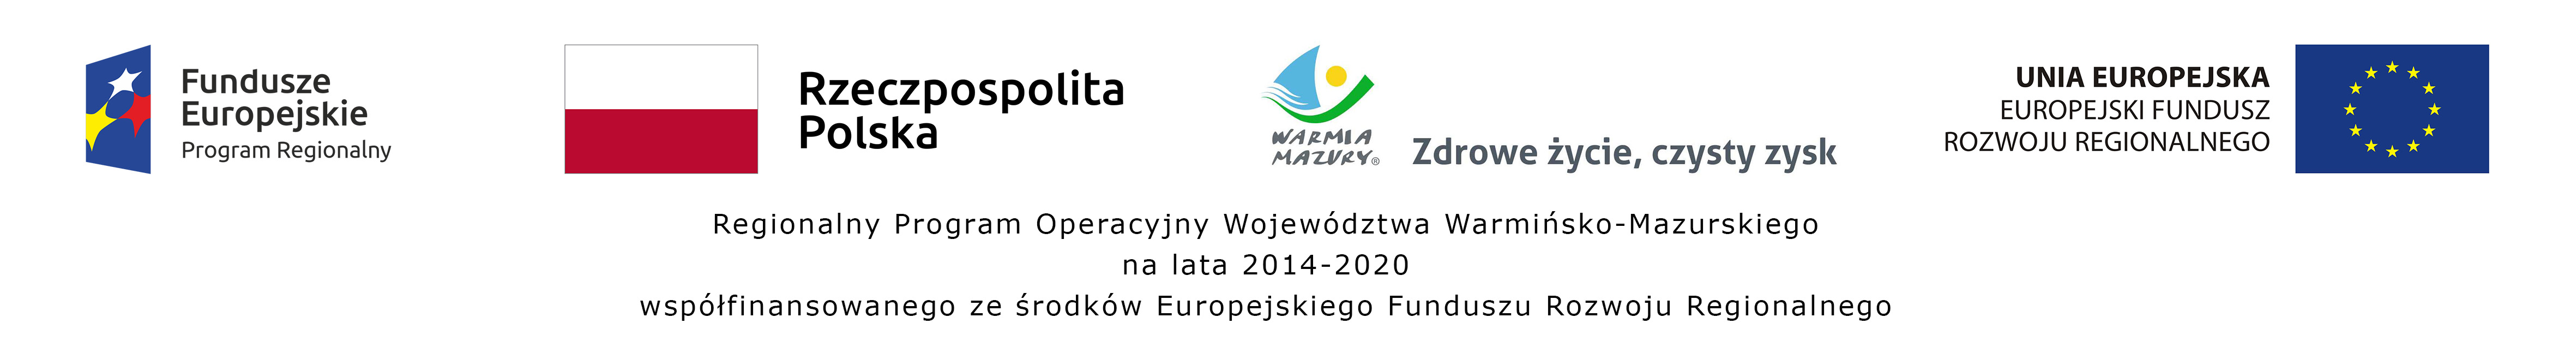 Fundusze
Europejskie
Program Regionalny
Rzeczpospolita
Polska
WARMIA
MAZURY®
Zdrowe życie, czysty zysk
UNIA EUROPEJSKA
EUROPEJSKI FUNDUSZ
ROZWOJU REGIONALNEGO
Regionalny Program Operacyjny Województwa Warmińsko-Mazurskiego
na lata 2014-2020
współfinansowanego ze środków Europejskiego Funduszu Rozwoju Regionalnego